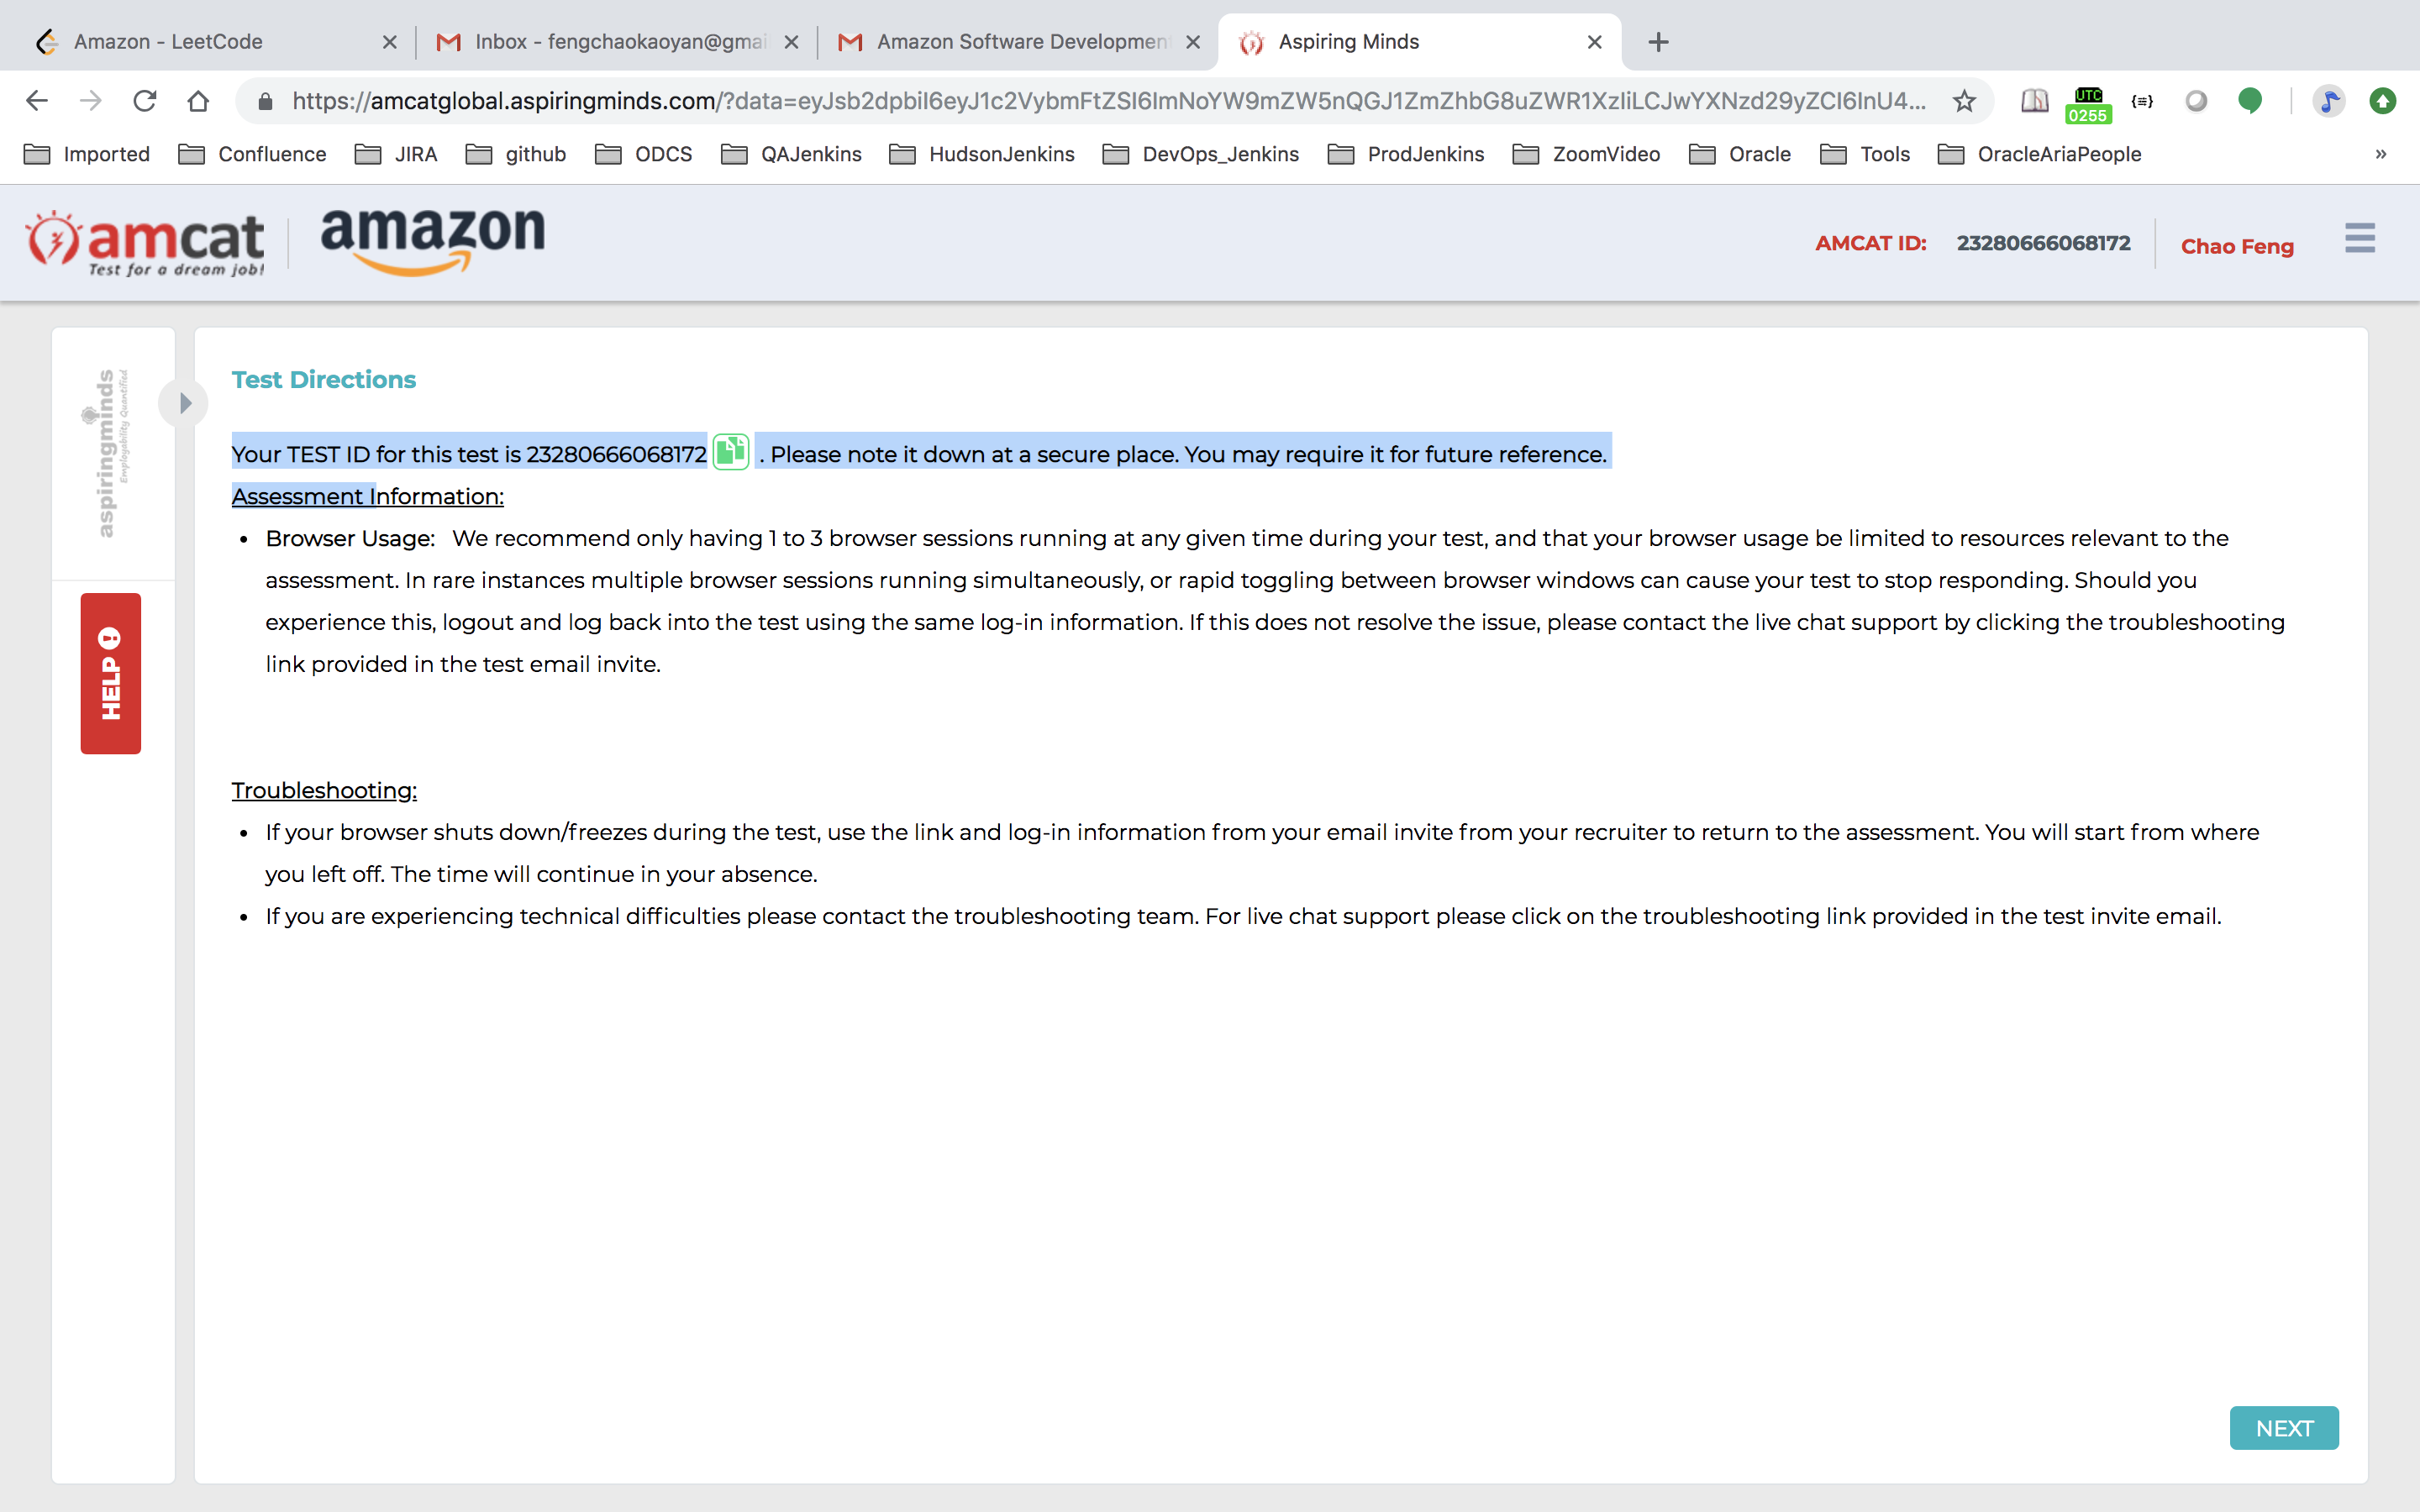 Amazon - LeetCode
Inbox - fengchaokaoyan@gmai
Amazon Software Developmen
Aspiring Minds
https://amcatglobal.aspiringminds.com/?data=eyJsb2dpbiI6eyJ1c2VybmFtZSI6ImNoYW9mZW5nQGJ1ZmZhbG8uZWR1XzIiLCJwYXNzd29yZCI6InU4...
UTC
0255
Imported
Confluence
JIRA
github
ODCS
QAJenkins
HudsonJenkins
DevOps_Jenkins
ProdJenkins
ZoomVideo
Oracle
Tools
OracleAriaPeople
»
amcat
Test for a dream job!
amazon
AMCAT ID: 23280666068172
Chao Feng
aspiringminds
Employability Quantified
HELP
Test Directions
Your TEST ID for this test is 23280666068172 . Please note it down at a secure place. You may require it for future reference.
Assessment Information:
• Browser Usage: We recommend only having 1 to 3 browser sessions running at any given time during your test, and that your browser usage be limited to resources relevant to the
assessment. In rare instances multiple browser sessions running simultaneously, or rapid toggling between browser windows can cause your test to stop responding. Should you
experience this, logout and log back into the test using the same log-in information. If this does not resolve the issue, please contact the live chat support by clicking the troubleshooting
link provided in the test email invite.
Troubleshooting:
• If your browser shuts down/freezes during the test, use the link and log-in information from your email invite from your recruiter to return to the assessment. You will start from where
you left off. The time will continue in your absence.
• If you are experiencing technical difficulties please contact the troubleshooting team. For live chat support please click on the troubleshooting link provided in the test invite email.
NEXT